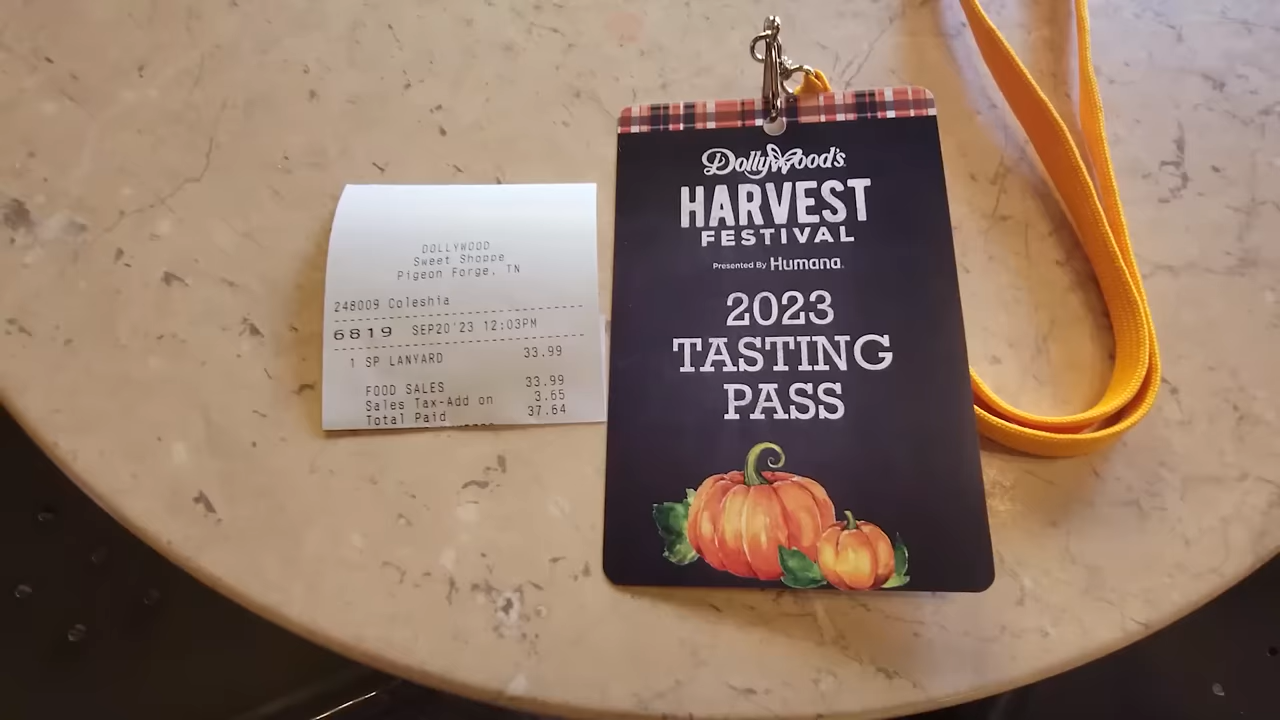 DOLLYWOOD
Sweet Shoppe
Pigeon Forge, TN
248009 Coleshia
6819 SEP20'23 12:03PM
1 SP LANYARD 33.99
FOOD SALES 33.99
Sales Tax-Add on 3.65
Total Paid 37.64
Dollywood's
HARVEST
FESTIVAL
Presented By Humana.
2023
TASTING
PASS